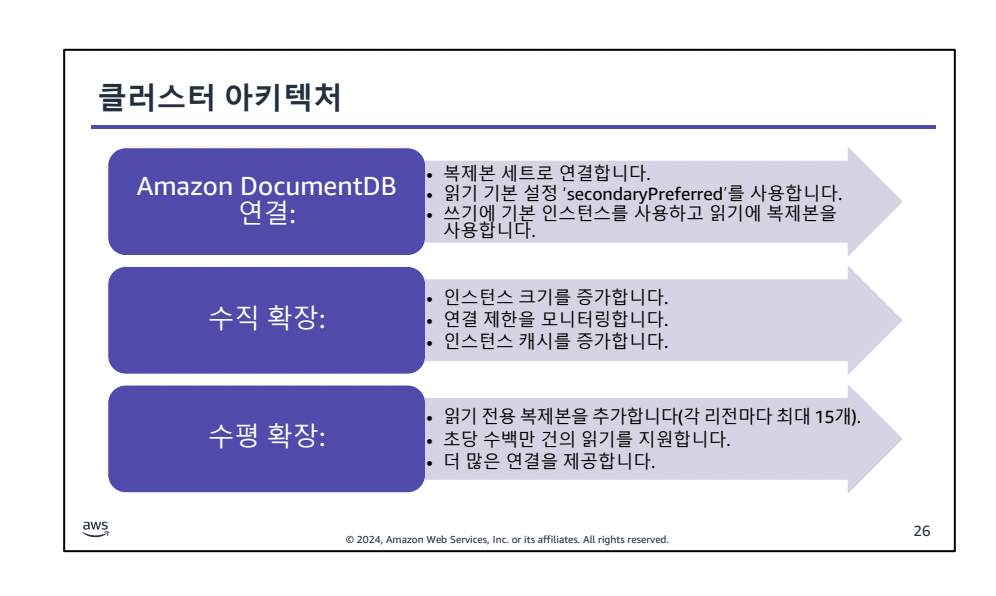 클러스터 아키텍처
Amazon DocumentDB
연결:
• 복제본 세트로 연결합니다.
• 읽기 기본 설정 ‘secondaryPreferred’를 사용합니다.
• 쓰기에 기본 인스턴스를 사용하고 읽기에 복제본을
사용합니다.
수직 확장:
• 인스턴스 크기를 증가합니다.
• 연결 제한을 모니터링합니다.
• 인스턴스 캐시를 증가합니다.
수평 확장:
• 읽기 전용 복제본을 추가합니다(각 리전마다 최대 15개).
• 초당 수백만 건의 읽기를 지원합니다.
• 더 많은 연결을 제공합니다.
aws
© 2024, Amazon Web Services, Inc. or its affiliates. All rights reserved.
26